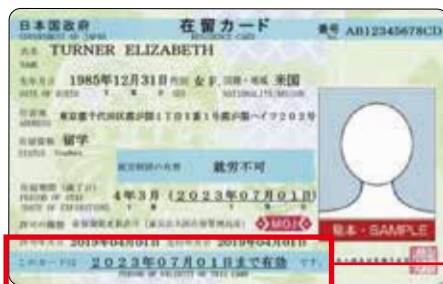 日本国政府 在留カード 番号 AB12345678CD
GOVERNMENT OF JAPAN RESIDENCE CARD
氏名 TURNER ELIZABETH
NAME
生年月日 1985年12月31日 性別 女 F. 国籍・地域 米国
DATE OF BIRTH Y M D SEX NATIONALITY/REGION
住居地 東京都千代田区霞が関1丁目1番1号霞が関ハイツ202号
ADDRESS
在留資格 留学
STATUS Student
就労制限の有無 就労不可
在留期間(満了日) 4年3月(2023年07月01日)
PERIOD OF STAY
(DATE OF EXPIRATION) Y M Y M D
許可の種類 MOJ
見本・SAMPLE
許可年月日 2019年04月01日 交付年月日 2019年04月01日
このカードは 2023年07月01日まで有効 です。
PERIOD OF VALIDITY OF THIS CARD